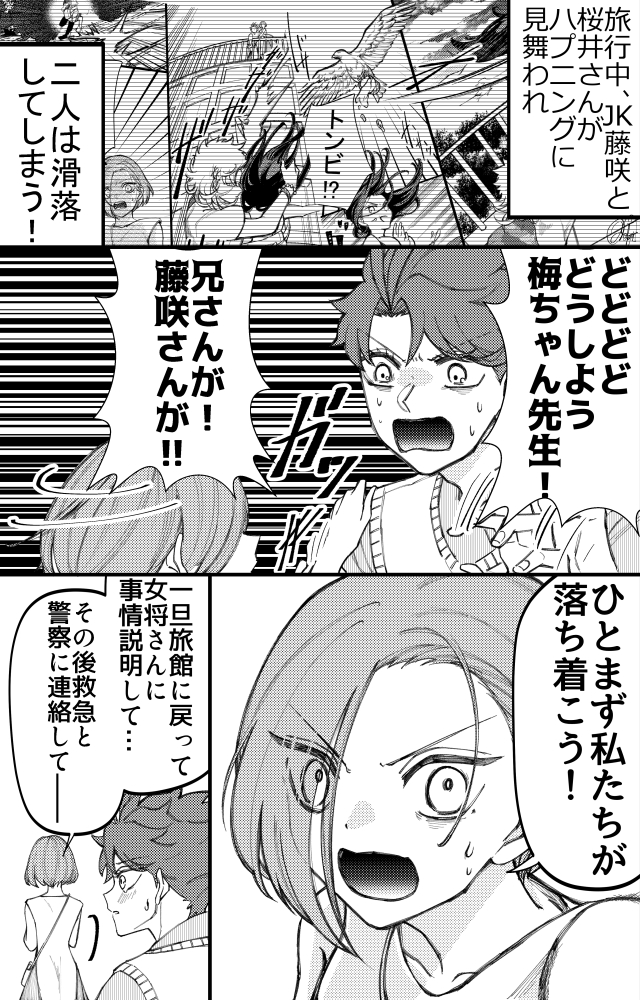 旅行中、JK藤咲と
桜井さんが
ハプニングに
見舞われ
トンビ!?
二人は滑落
してしまう！
どどどど
どうしよう
梅ちゃん先生！
兄さんが！
藤咲さんが!!
ガッ
ひとまず私たちが
落ち着こう！
一旦旅館に戻って
女将さんに
事情説明して…
その後救急と
警察に連絡して──